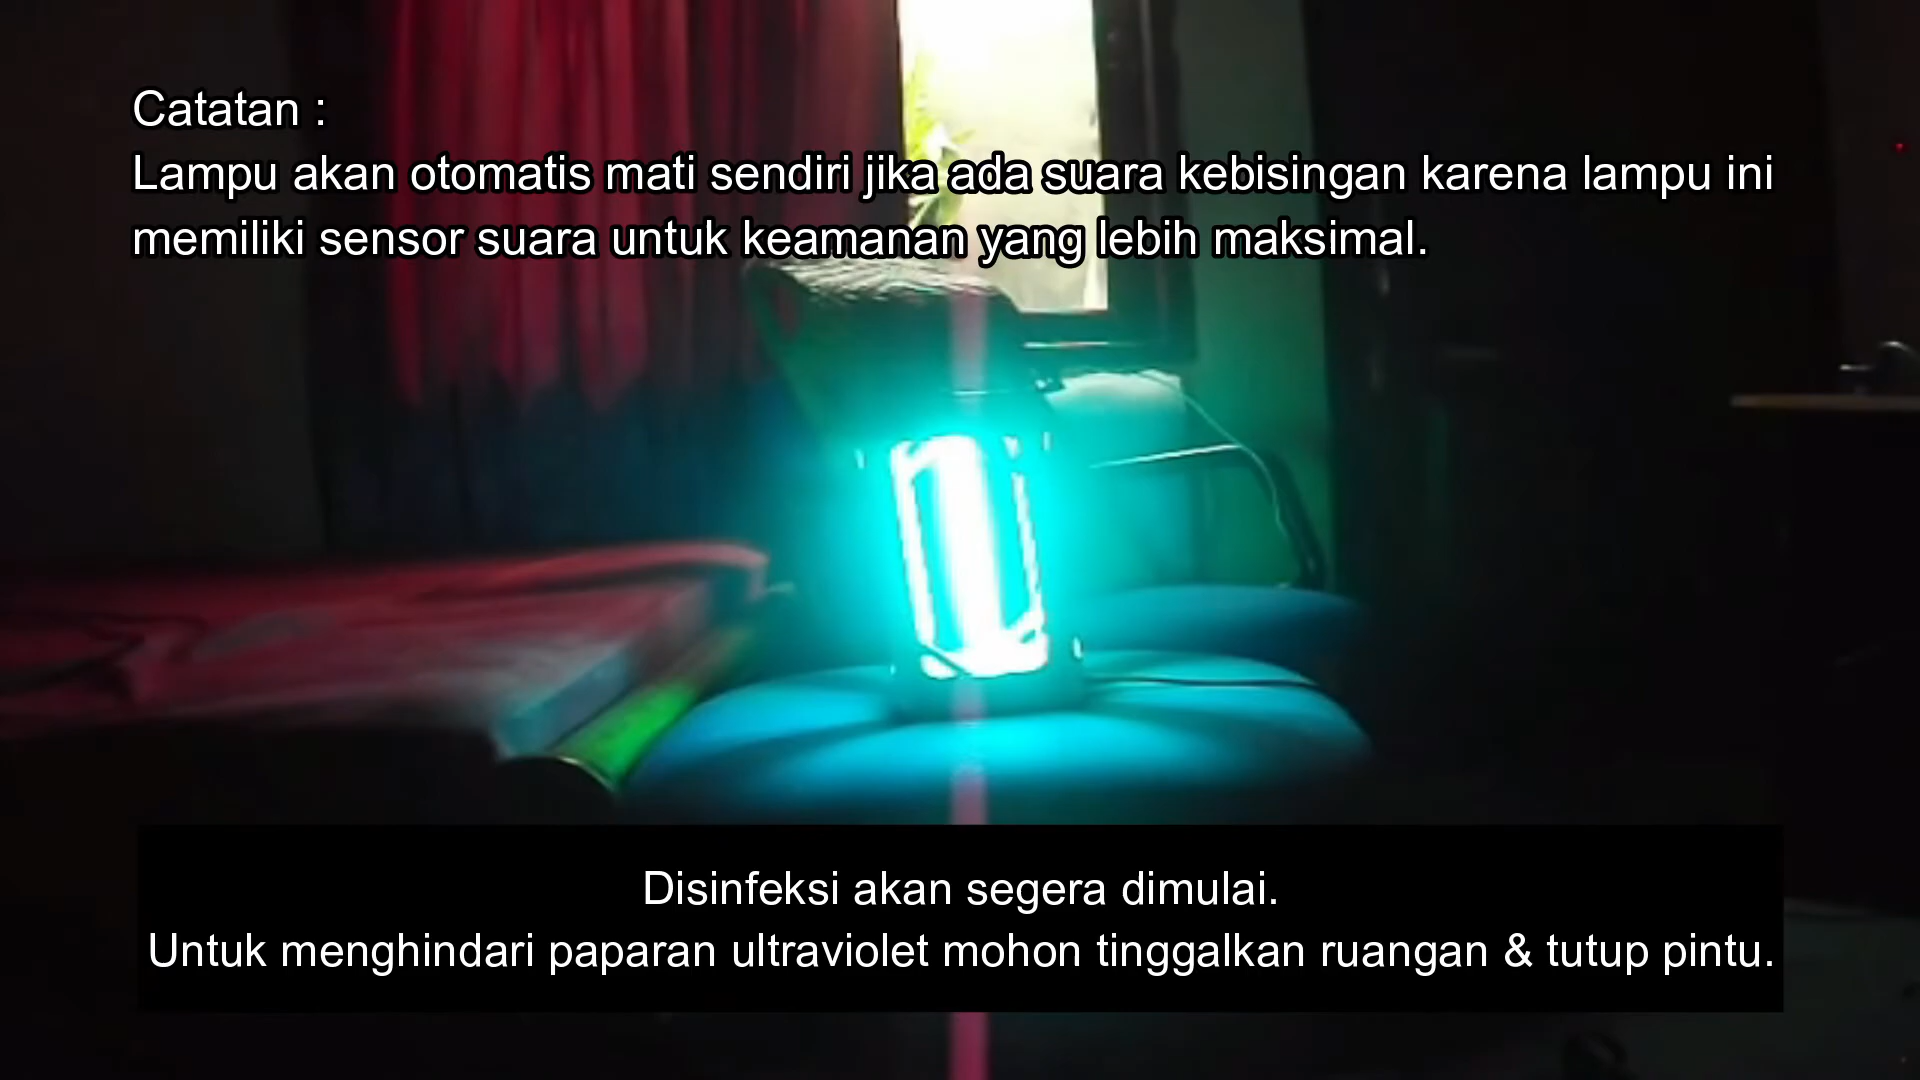 Catatan :
Lampu akan otomatis mati sendiri jika ada suara kebisingan karena lampu ini
memiliki sensor suara untuk keamanan yang lebih maksimal.
Disinfeksi akan segera dimulai.
Untuk menghindari paparan ultraviolet mohon tinggalkan ruangan & tutup pintu.